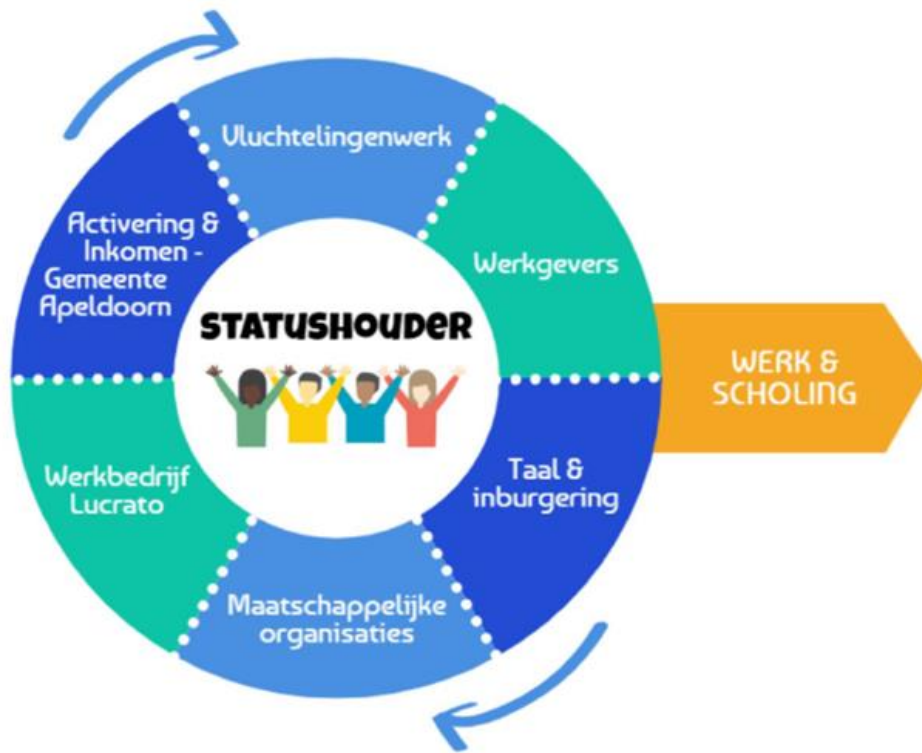 Vluchtelingenwerk
Werkgevers
WERK &
SCHOLING
Taal &
inburgering
Maatschappelijke
organisaties
Werkbedrijf
Lucrato
Activering &
Inkomen -
Gemeente
Apeldoorn
STATUSHOUDER